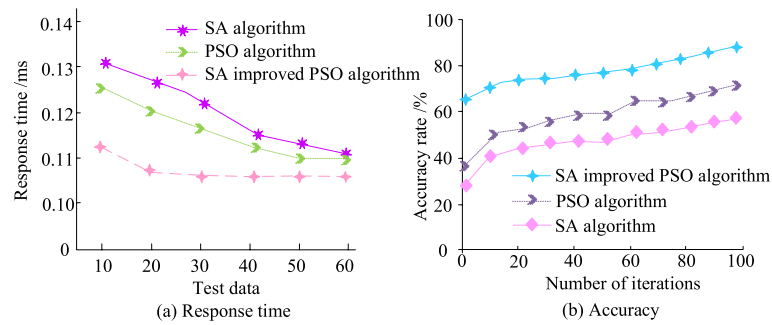 0.14
0.13
0.12
0.11
0.10
0
Response time /ms
SA algorithm
PSO algorithm
SA improved PSO algorithm
10 20 30 40 50 60
Test data
(a) Response time
100
80
60
40
20
0
Accuracy rate /%
SA improved PSO algorithm
PSO algorithm
SA algorithm
0 20 40 60 80 100
Number of iterations
(b) Accuracy